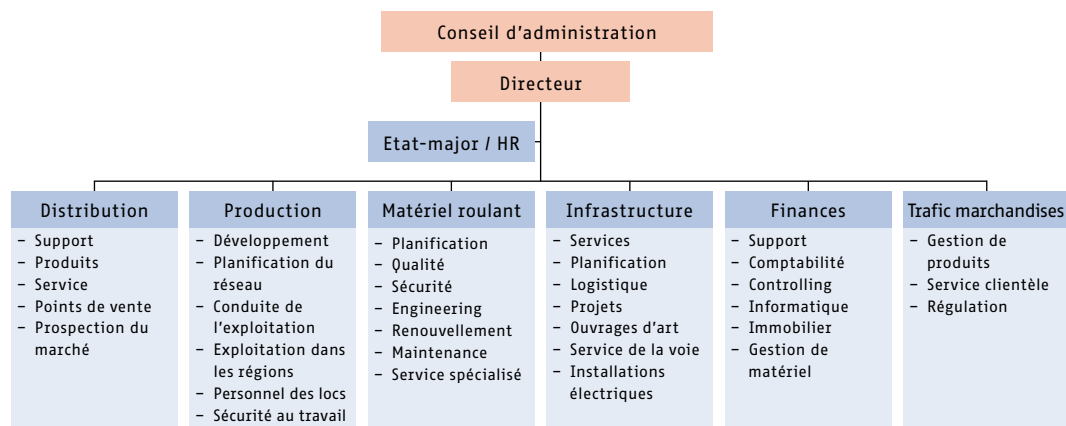 Conseil d'administration
Directeur
Etat-major / HR
Distribution
– Support
– Produits
– Service
– Points de vente
– Prospection du
marché
Production
– Développement
– Planification du
réseau
– Conduite de
l'exploitation
– Exploitation dans
les régions
– Personnel des locs
– Sécurité au travail
Matériel roulant
– Planification
– Qualité
– Sécurité
– Engineering
– Renouvellement
– Maintenance
– Service spécialisé
Infrastructure
– Services
– Planification
– Logistique
– Projets
– Ouvrages d'art
– Service de la voie
– Installations
électriques
Finances
– Support
– Comptabilité
– Controlling
– Informatique
– Immobilier
– Gestion de
matériel
Trafic marchandises
– Gestion de
produits
– Service clientèle
– Régulation